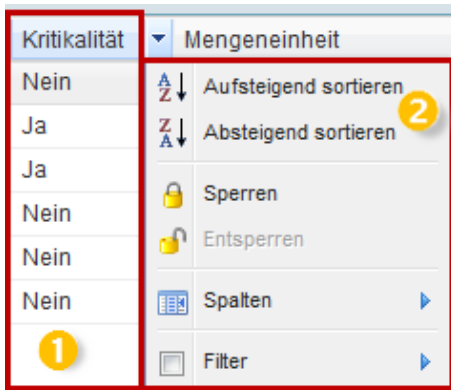 Kritikalität Mengeneinheit
Nein
Ja
Ja
Nein
Nein
Nein
1
A Z Aufsteigend sortieren
2
Z A Absteigend sortieren
Sperren
Entsperren
Spalten
Filter